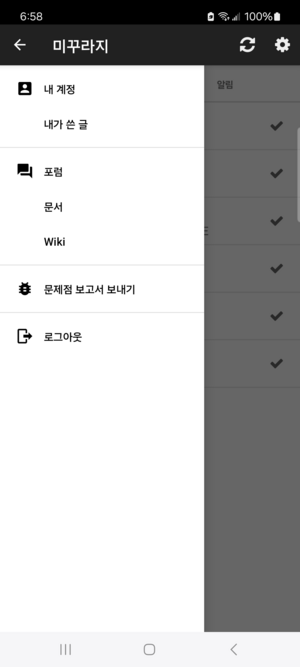 6:58
100%
미꾸라지
알림
내 계정
내가 쓴 글
포럼
문서
Wiki
문제점 보고서 보내기
로그아웃